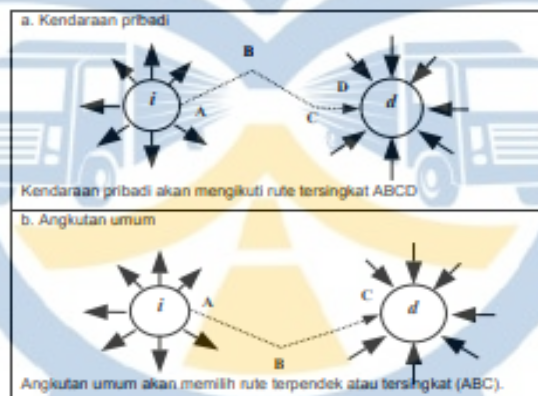 a. Kendaraan pribadi
B
i
A
D
d
C
Kendaraan pribadi akan mengikuti rute tersingkat ABCD
b. Angkutan umum
i
A
C
d
B
Angkutan umum akan memilih rute terpendek atau tersingkat (ABC).